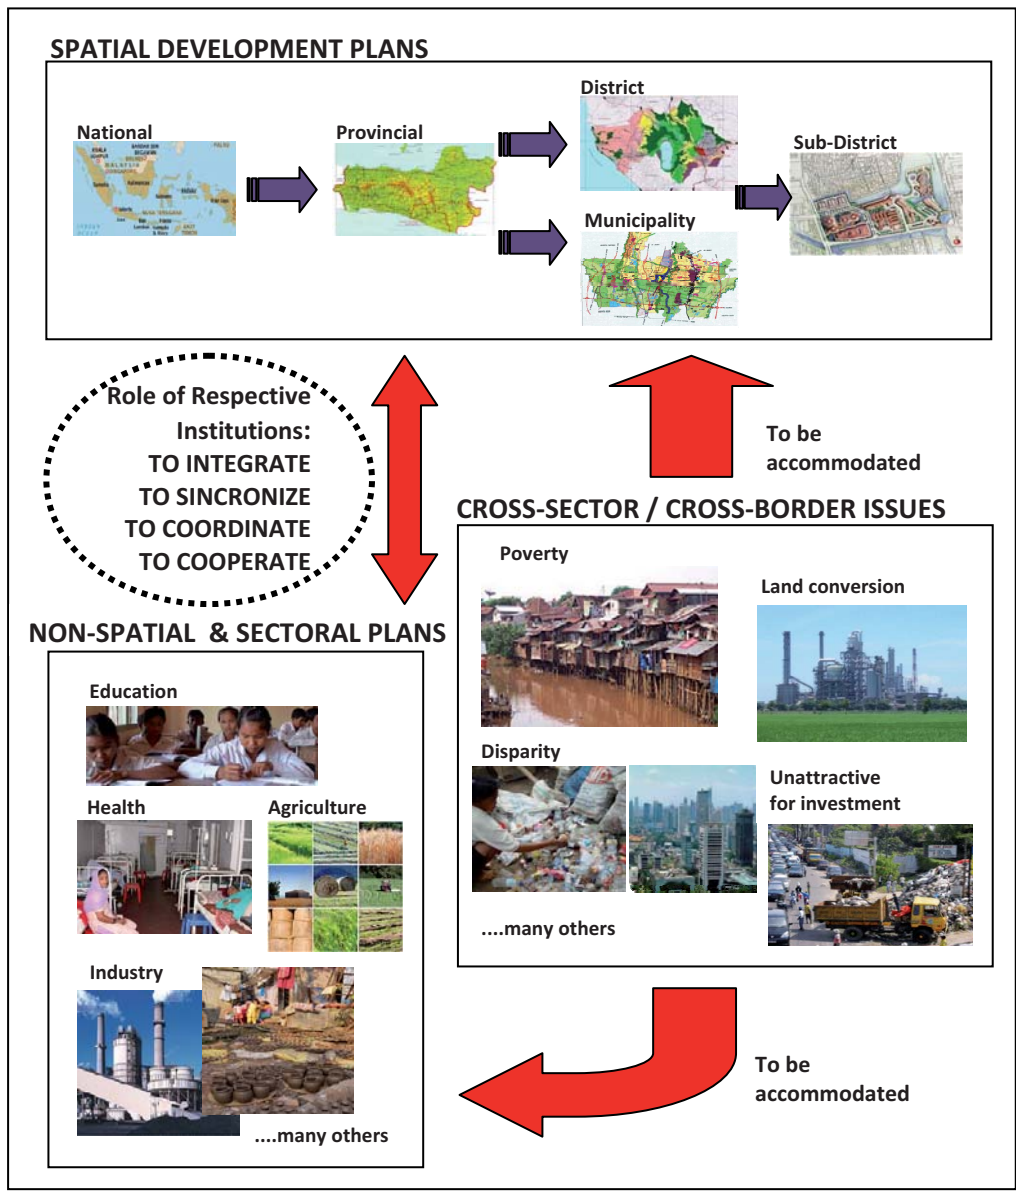 SPATIAL DEVELOPMENT PLANS
National
Provincial
District
Municipality
Sub-District
Role of Respective
Institutions:
TO INTEGRATE
TO SINCRONIZE
TO COORDINATE
TO COOPERATE
To be
accommodated
CROSS-SECTOR / CROSS-BORDER ISSUES
Poverty
Land conversion
Disparity
Unattractive
for investment
....many others
NON-SPATIAL & SECTORAL PLANS
Education
Health
Agriculture
Industry
....many others
To be
accommodated